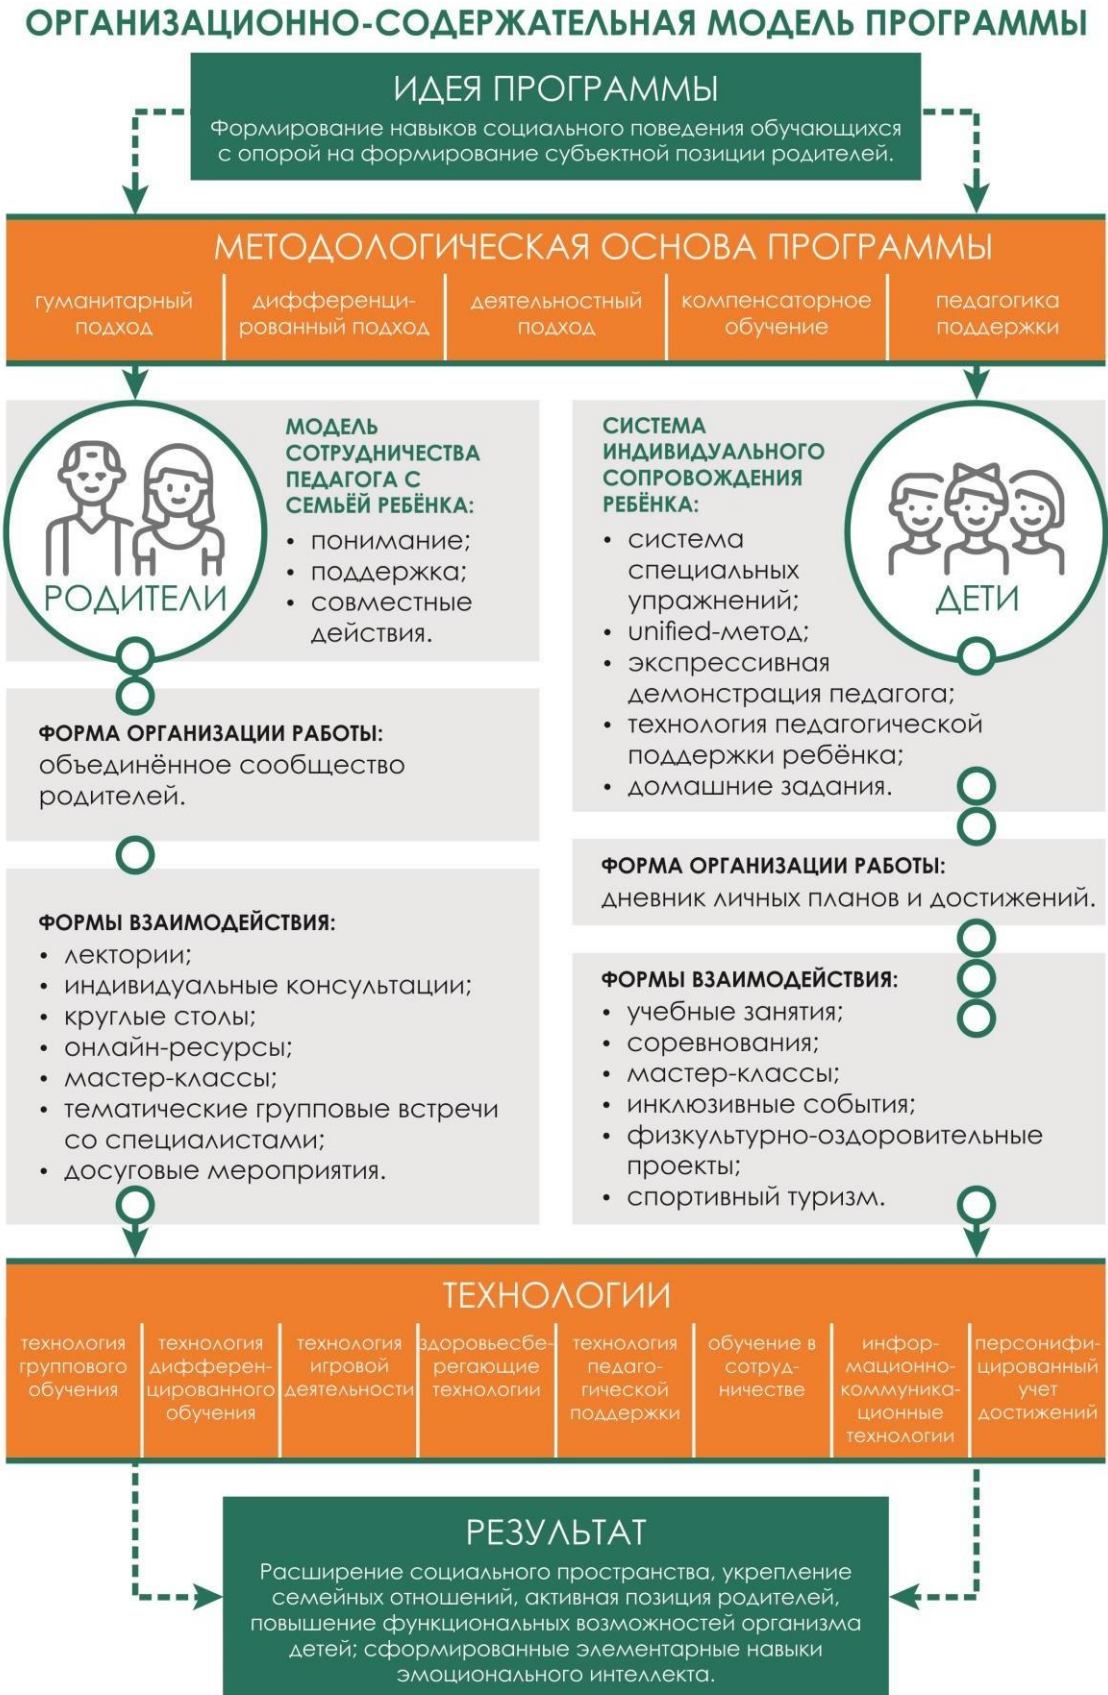 ОРГАНИЗАЦИОННО-СОДЕРЖАТЕЛЬНАЯ МОДЕЛЬ ПРОГРАММЫ
ИДЕЯ ПРОГРАММЫ
Формирование навыков социального поведения обучающихся
с опорой на формирование субъектной позиции родителей.
МЕТОДОЛОГИЧЕСКАЯ ОСНОВА ПРОГРАММЫ
гуманитарный
подход
дифференци-
рованный подход
деятельностный
подход
компенсаторное
обучение
педагогика
поддержки
РОДИТЕЛИ
МОДЕЛЬ
СОТРУДНИЧЕСТВА
ПЕДАГОГА С
СЕМЬЁЙ РЕБЁНКА:
• понимание;
• поддержка;
• совместные
действия.
ФОРМА ОРГАНИЗАЦИИ РАБОТЫ:
объединённое сообщество
родителей.
ФОРМЫ ВЗАИМОДЕЙСТВИЯ:
• лектории;
• индивидуальные консультации;
• круглые столы;
• онлайн-ресурсы;
• мастер-классы;
• тематические групповые встречи
со специалистами;
• досуговые мероприятия.
СИСТЕМА
ИНДИВИДУАЛЬНОГО
СОПРОВОЖДЕНИЯ
РЕБЁНКА:
• система
специальных
упражнений;
• unified-метод;
• экспрессивная
демонстрация педагога;
• технология педагогической
поддержки ребёнка;
• домашние задания.
ДЕТИ
ФОРМА ОРГАНИЗАЦИИ РАБОТЫ:
дневник личных планов и достижений.
ФОРМЫ ВЗАИМОДЕЙСТВИЯ:
• учебные занятия;
• соревнования;
• мастер-классы;
• инклюзивные события;
• физкультурно-оздоровительные
проекты;
• спортивный туризм.
ТЕХНОЛОГИИ
технология
группового
обучения
технология
дифферен-
цированного
обучения
технология
игровой
деятельности
здоровьесбе-
регающие
технологии
технология
педаго-
гической
поддержки
обучение в
сотруд-
ничестве
инфор-
мационно-
коммуника-
ционные
технологии
персонифи-
цированный
учет
достижений
РЕЗУЛЬТАТ
Расширение социального пространства, укрепление
семейных отношений, активная позиция родителей,
повышение функциональных возможностей организма
детей; сформированные элементарные навыки
эмоционального интеллекта.